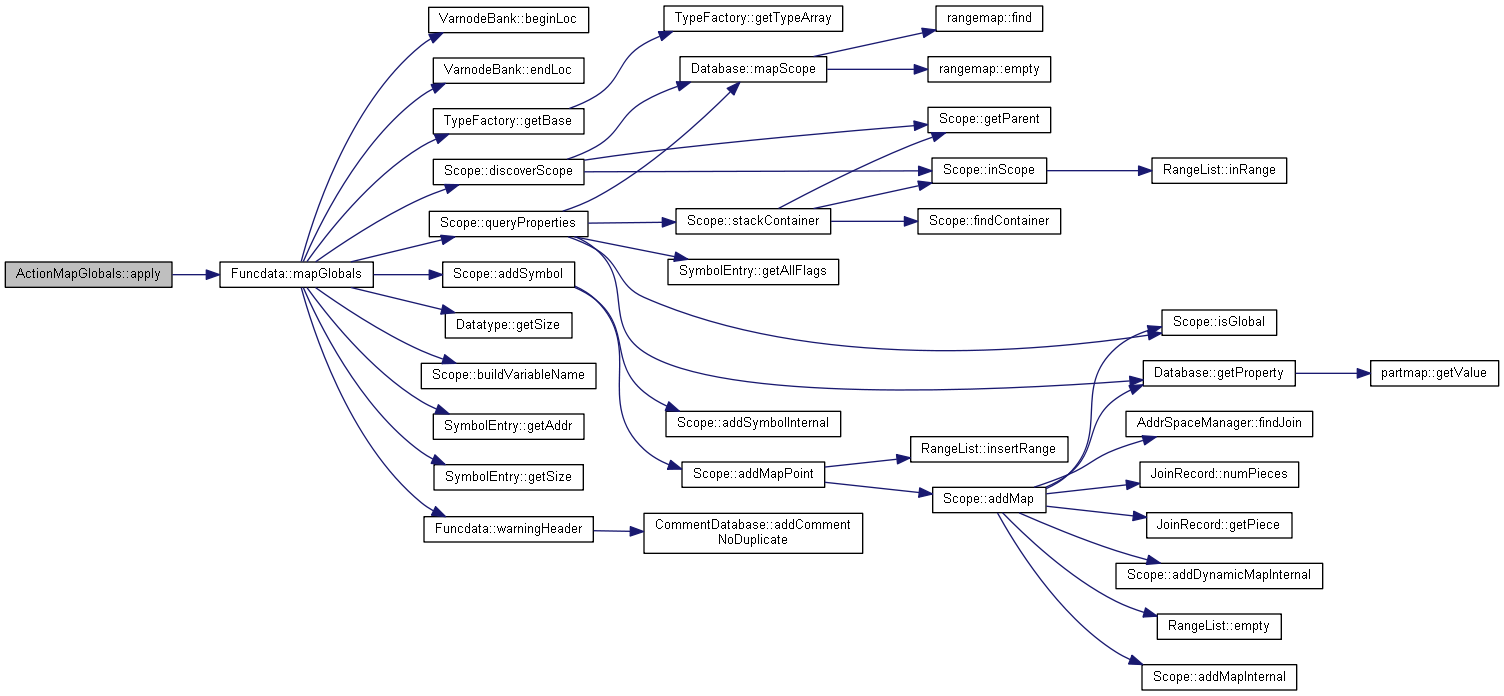 ActionMapGlobals::apply
Funcdata::mapGlobals
VarnodeBank::beginLoc
VarnodeBank::endLoc
TypeFactory::getBase
Scope::discoverScope
Scope::queryProperties
Scope::addSymbol
Datatype::getSize
Scope::buildVariableName
SymbolEntry::getAddr
SymbolEntry::getSize
Funcdata::warningHeader
TypeFactory::getTypeArray
Database::mapScope
Scope::stackContainer
SymbolEntry::getAllFlags
Scope::addSymbolInternal
Scope::addMapPoint
CommentDatabase::addComment
NoDuplicate
rangemap::find
rangemap::empty
Scope::getParent
Scope::inScope
Scope::findContainer
RangeList::insertRange
Scope::addMap
RangeList::inRange
Scope::isGlobal
Database::getProperty
AddrSpaceManager::findJoin
JoinRecord::numPieces
JoinRecord::getPiece
Scope::addDynamicMapInternal
RangeList::empty
Scope::addMapInternal
partmap::getValue